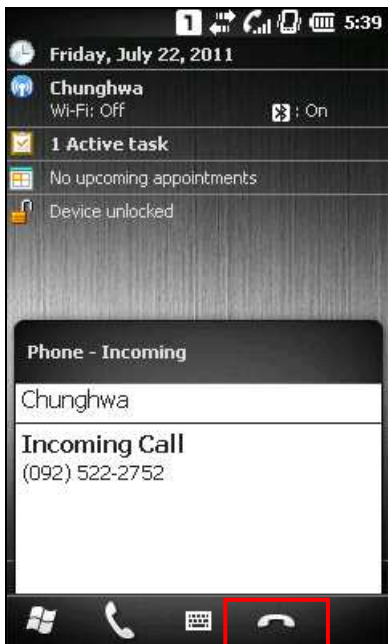 1 5:39
Friday, July 22, 2011
Chunghwa
Wi-Fi: Off : On
1 Active task
No upcoming appointments
Device unlocked
Phone - Incoming
Chunghwa
Incoming Call
(092) 522-2752